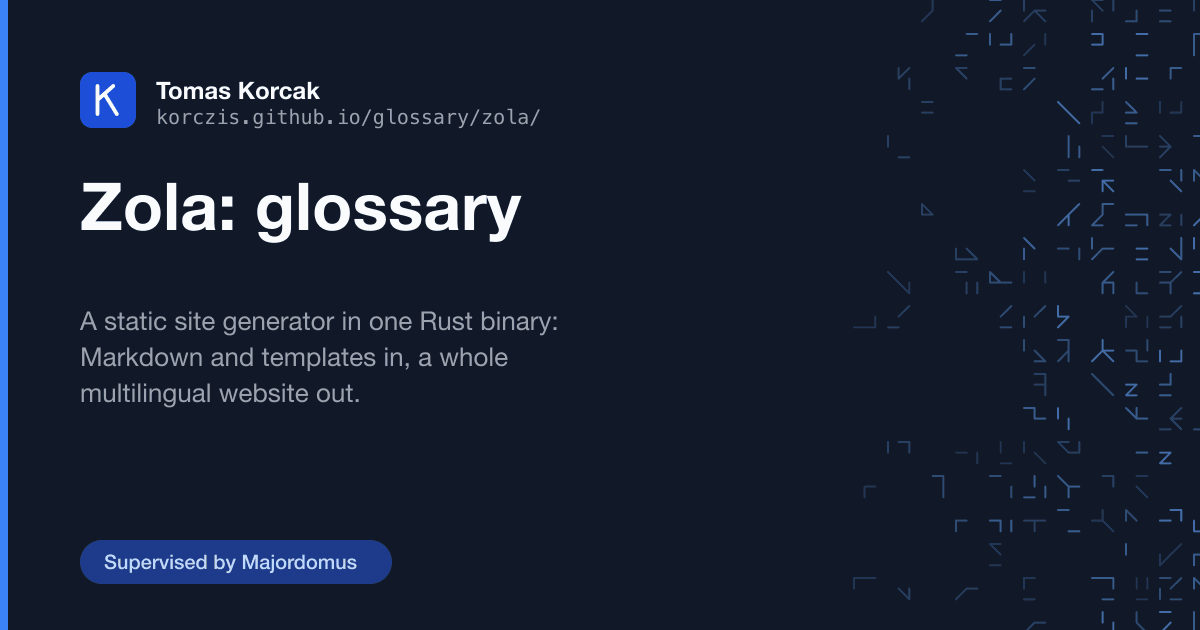 K
Tomas Korcak
korczis.github.io/glossary/zola/
Zola: glossary
A static site generator in one Rust binary:
Markdown and templates in, a whole
multilingual website out.
Supervised by Majordomus